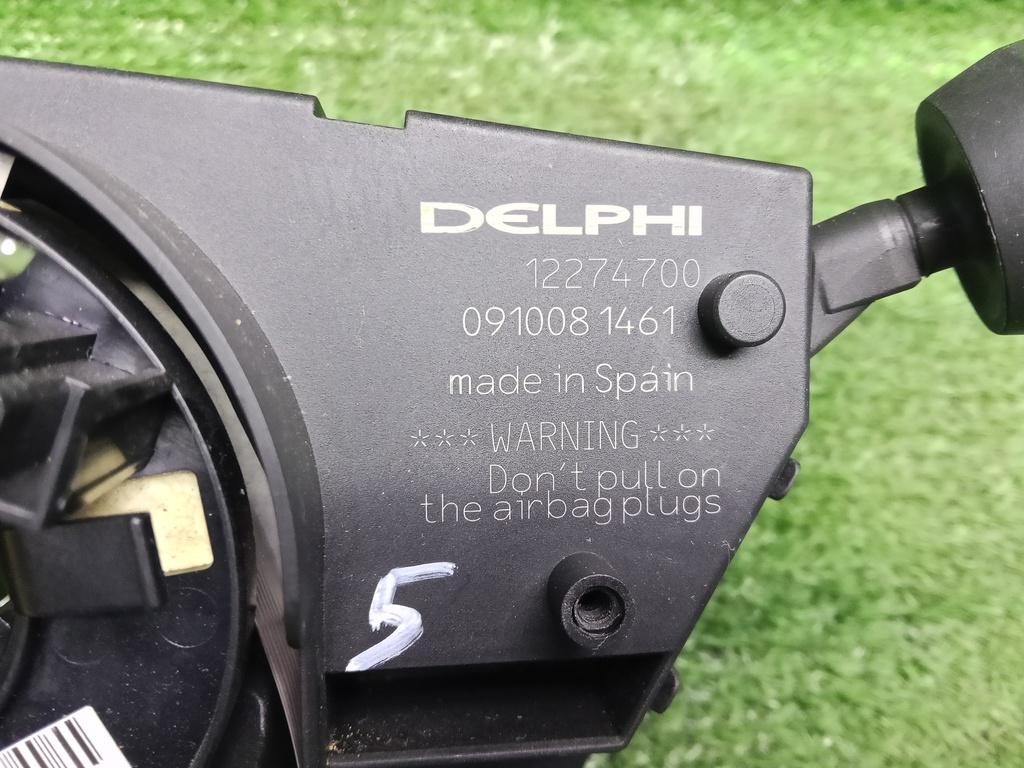 DELPHI
12274700
091008 1461
made in Spain
*** WARNING ***
Don't pull on
the airbag plugs
5